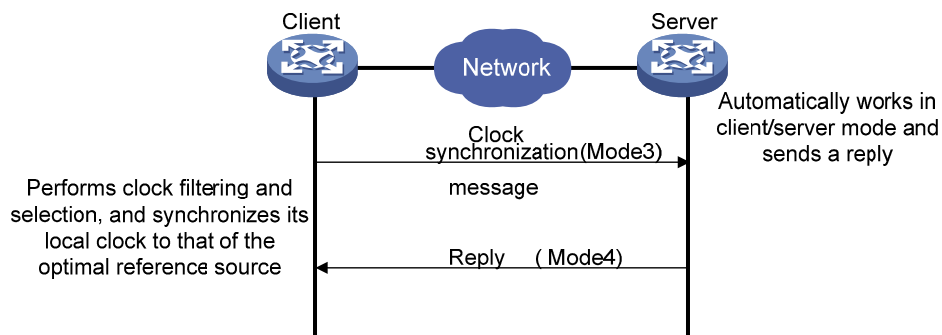 Client
Server
Network
Automatically works in
client/server mode and
sends a reply
Clock
synchronization(Mode3)
message
Performs clock filtering and
selection, and synchronizes its
local clock to that of the
optimal reference source
Reply ( Mode4)